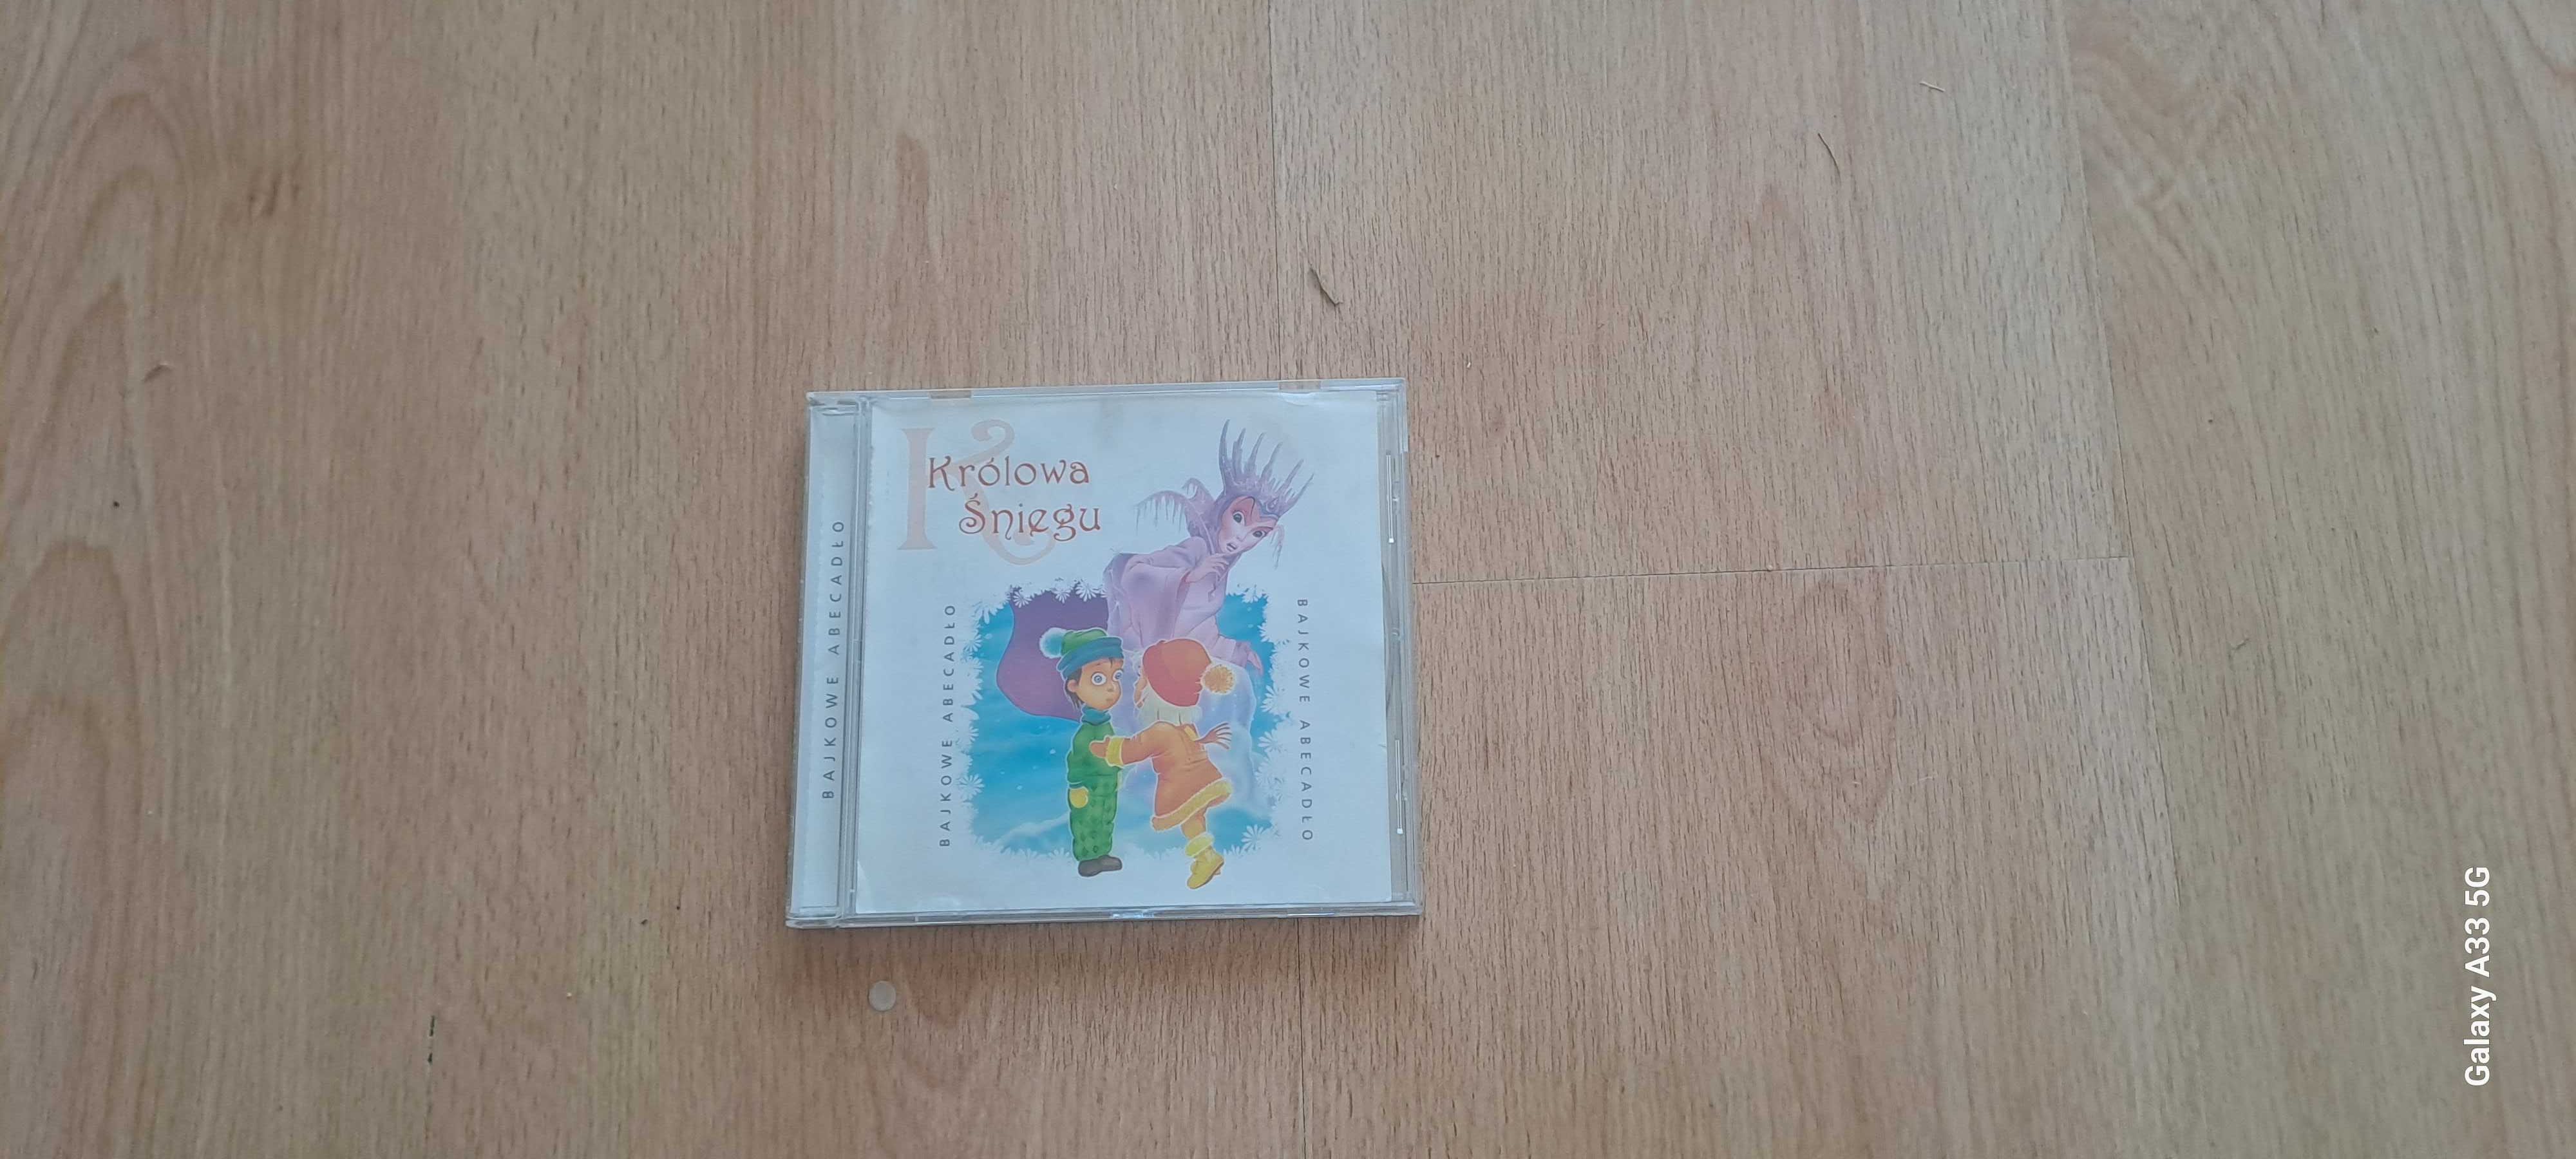 K
Królowa
Śniegu
BAJKOWE ABECADŁO
BAJKOWE ABECADŁO
BAJKOWE ABECADŁO
Galaxy A33 5G